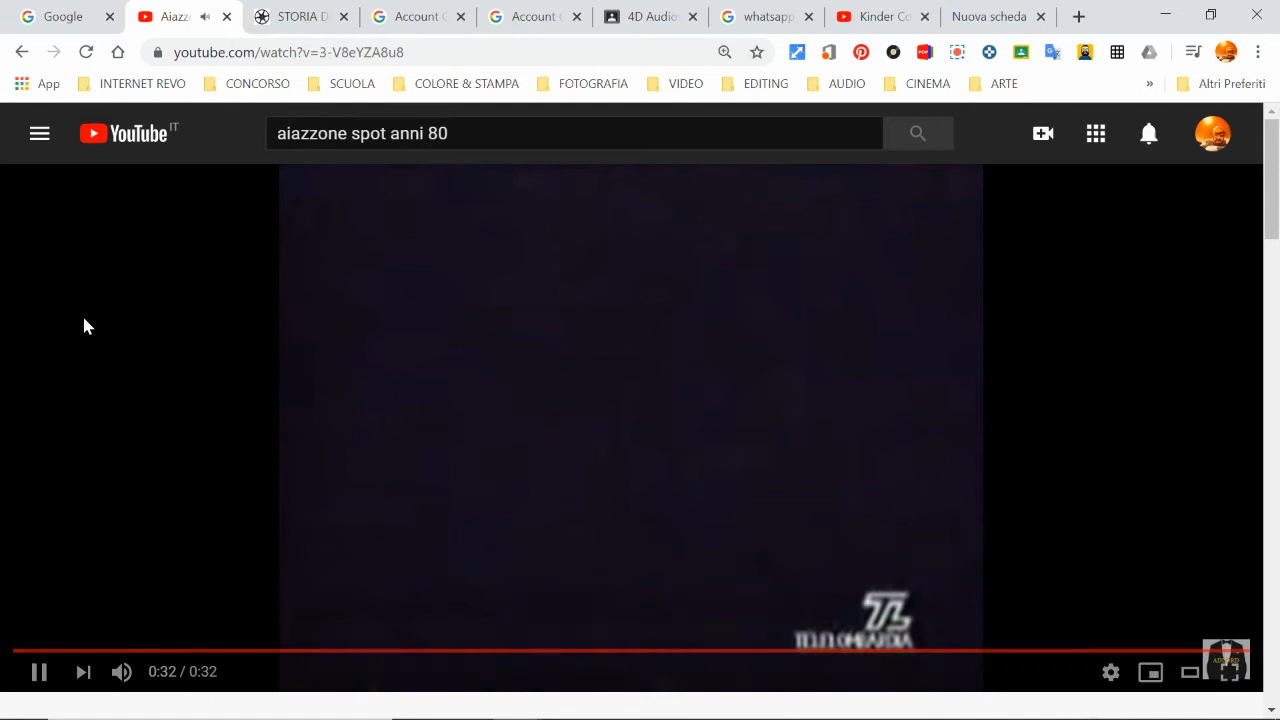 Google
Aiazz
STORIA D
Account G
Account
4D Audio
whatsapp
Kinder Co
Nuova scheda
youtube.com/watch?v=3-V8eYZA8u8
App
INTERNET REVO
CONCORSO
SCUOLA
COLORE & STAMPA
FOTOGRAFIA
VIDEO
EDITING
AUDIO
CINEMA
ARTE
»
Altri Preferiti
YouTube IT
aiazzone spot anni 80
TL
TELELOMBARDIA
0:32 / 0:32